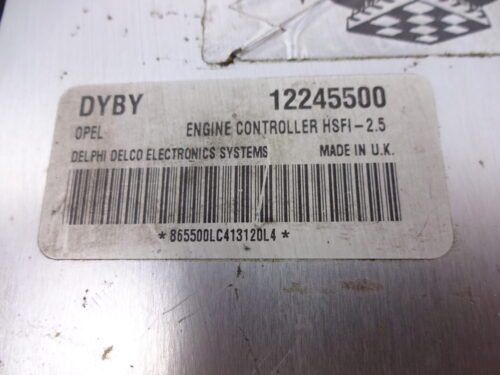 DYBY 12245500
OPEL ENGINE CONTROLLER HSFI-2.5
DELPHI DELCO ELECTRONICS SYSTEMS MADE IN U.K.
*865500LC413120L4*